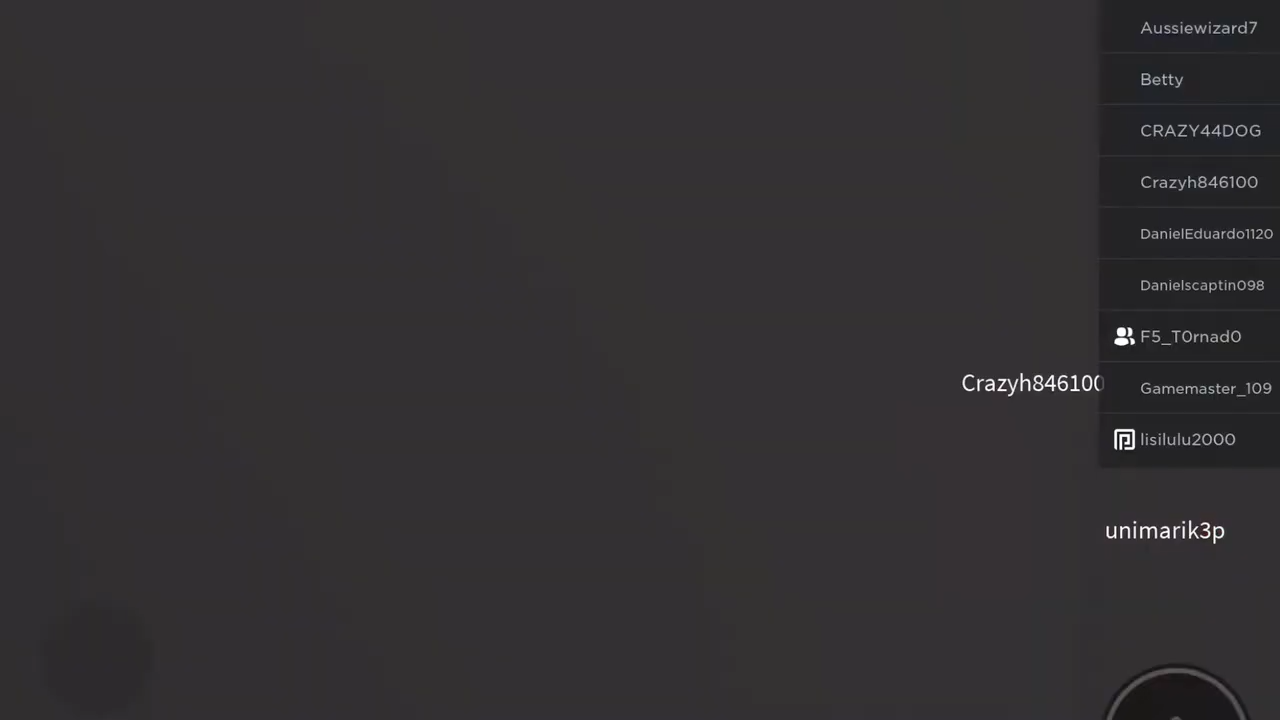 Aussiewizard7
Betty
CRAZY44DOG
Crazyh846100
DanielEduardo1120
Danielscaptin098
F5_T0rnad0
Crazyh846100
Gamemaster_109
lisilulu2000
unimarik3p